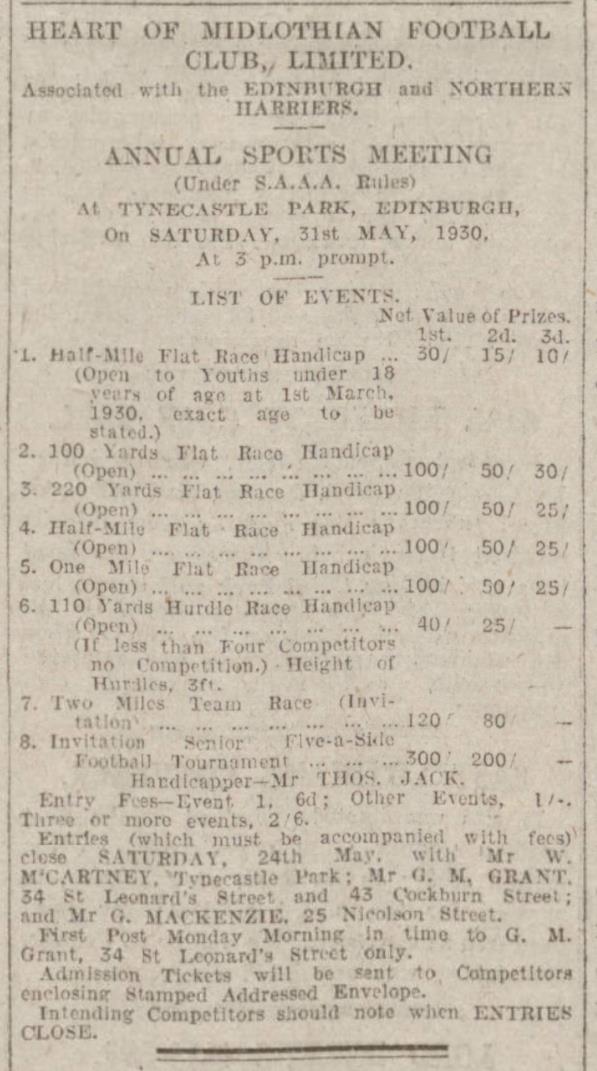 HEART OF MIDLOTHIAN FOOTBALL
CLUB, LIMITED.
Associated with the EDINBURGH and NORTHERN
HARRIERS.
ANNUAL SPORTS MEETING
(Under S.A.A.A. Rules)
At TYNECASTLE PARK, EDINBURGH,
On SATURDAY, 31st MAY, 1930,
At 3 p.m. prompt.
LIST OF EVENTS.
Net Value of Prizes.
1st. 2d. 3d.
1. Half-Mile Flat Race Handicap ... 30/ 15/ 10/
(Open to Youths under 18
years of age at 1st March,
1930, exact age to be
stated.)
2. 100 Yards Flat Race Handicap
(Open) ... ... ... ... ... ... ... ... 100/ 50/ 30/
3. 220 Yards Flat Race Handicap
(Open) ... ... ... ... ... ... ... ... 100/ 50/ 25/
4. Half-Mile Flat Race Handicap
(Open) ... ... ... ... ... ... ... ... 100/ 50/ 25/
5. One Mile Flat Race Handicap
(Open) ... ... ... ... ... ... ... ... 100/ 50/ 25/
6. 110 Yards Hurdle Race Handicap
(Open) ... ... ... ... ... ... ... 40/ 25/ —
(If less than Four Competitors
no Competition.) Height of
Hurdles, 3ft.
7. Two Miles Team Race (Invi-
tation) ... ... ... ... ... ... ... 120/ 80/ —
8. Invitation Senior Five-a-Side
Football Tournament ... ... ... 300/ 200/ —
Handicapper—Mr THOS. JACK.
Entry Fees—Event 1, 6d; Other Events, 1/-.
Three or more events, 2/6.
Entries (which must be accompanied with fees)
close SATURDAY, 24th May, with Mr W.
M'CARTNEY, Tynecastle Park; Mr G. M. GRANT,
34 St Leonard's Street and 43 Cockburn Street;
and Mr G. MACKENZIE, 25 Nicolson Street.
First Post Monday Morning in time to G. M.
Grant, 34 St Leonard's Street only.
Admission Tickets will be sent to Competitors
enclosing Stamped Addressed Envelope.
Intending Competitors should note when ENTRIES
CLOSE.